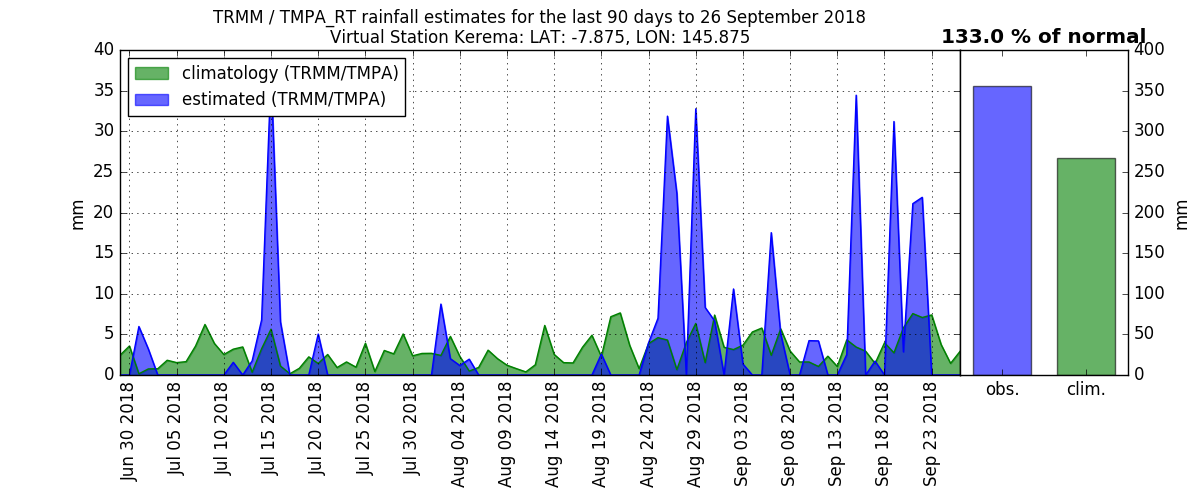 TRMM / TMPA_RT rainfall estimates for the last 90 days to 26 September 2018
Virtual Station Kerema: LAT: -7.875, LON: 145.875
133.0 % of normal
climatology (TRMM/TMPA)
estimated (TRMM/TMPA)
40
35
30
25
20
15
10
5
0
mm
Jun 30 2018
Jul 05 2018
Jul 10 2018
Jul 15 2018
Jul 20 2018
Jul 25 2018
Jul 30 2018
Aug 04 2018
Aug 09 2018
Aug 14 2018
Aug 19 2018
Aug 24 2018
Aug 29 2018
Sep 03 2018
Sep 08 2018
Sep 13 2018
Sep 18 2018
Sep 23 2018
obs.
clim.
400
350
300
250
200
150
100
50
0
mm